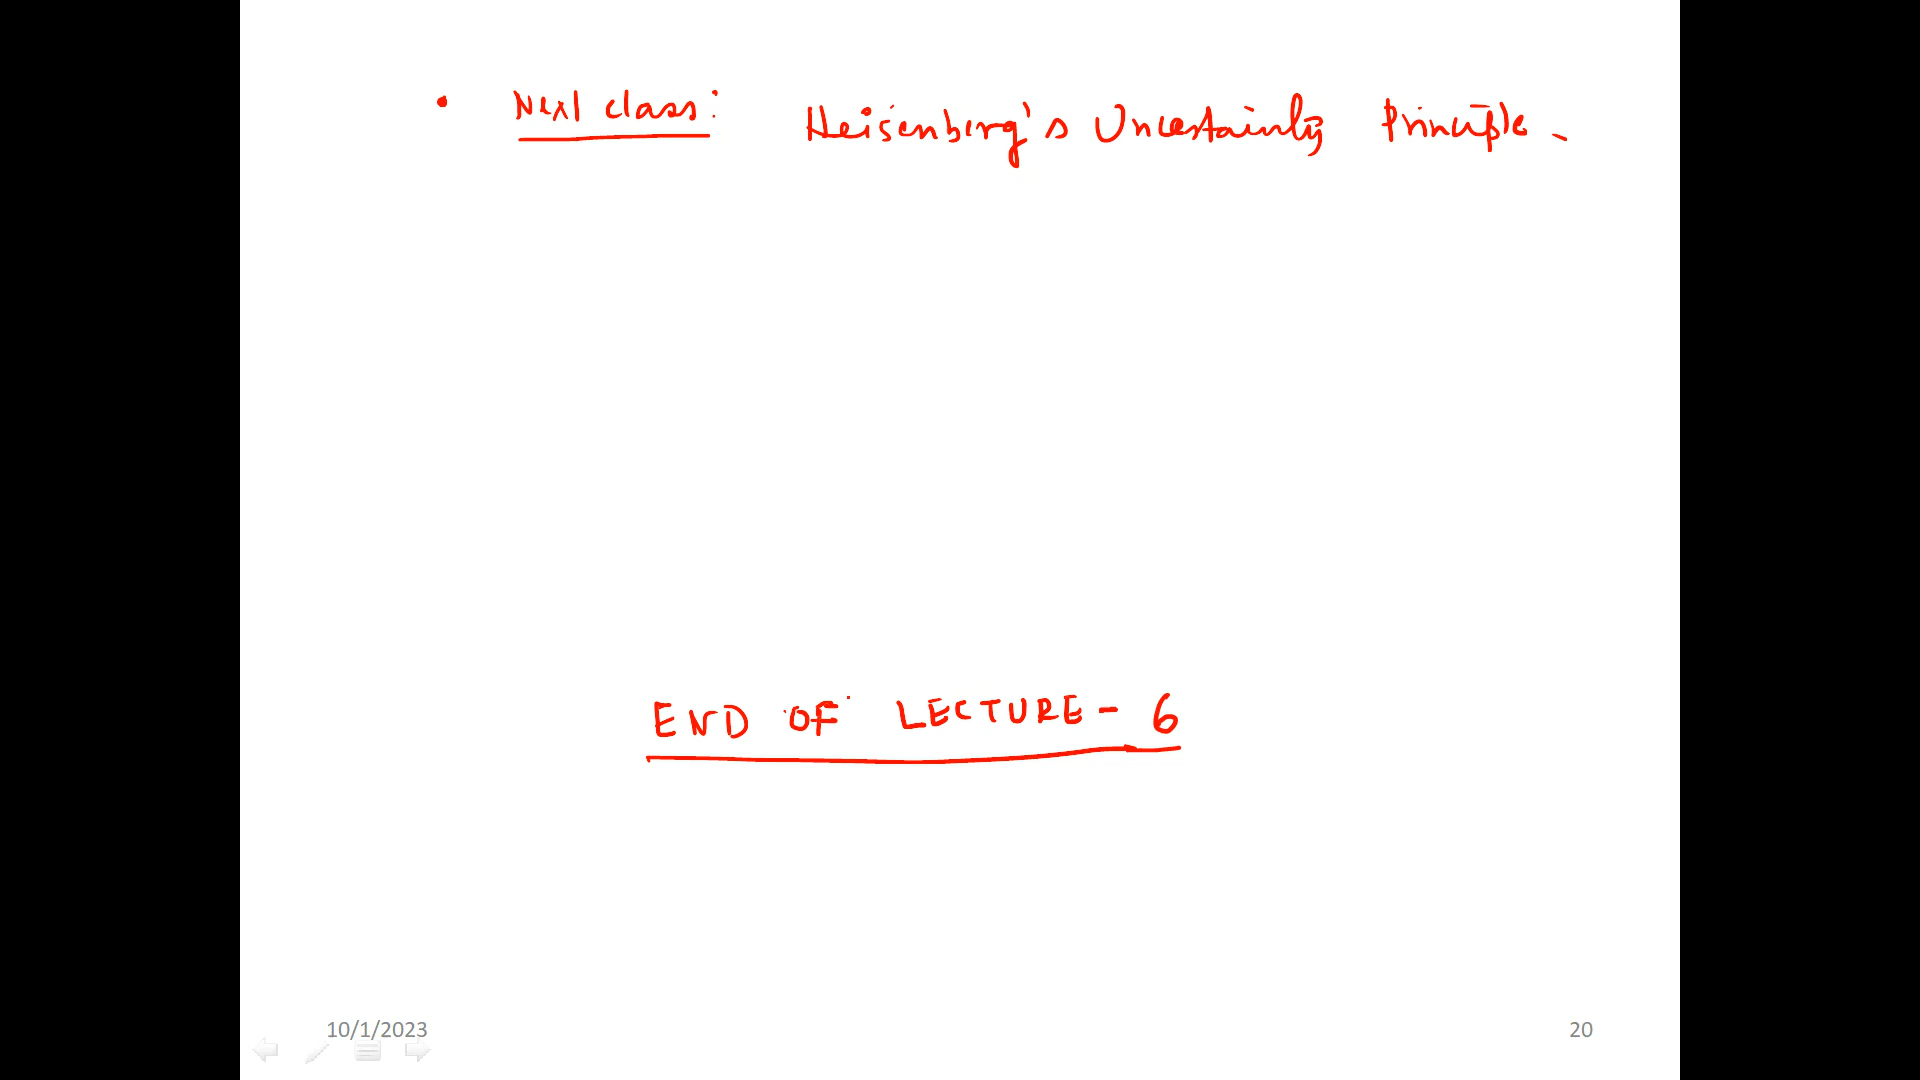 • Next class: Heisenberg's Uncertainty Principle.
END OF LECTURE - 6
10/1/2023
20